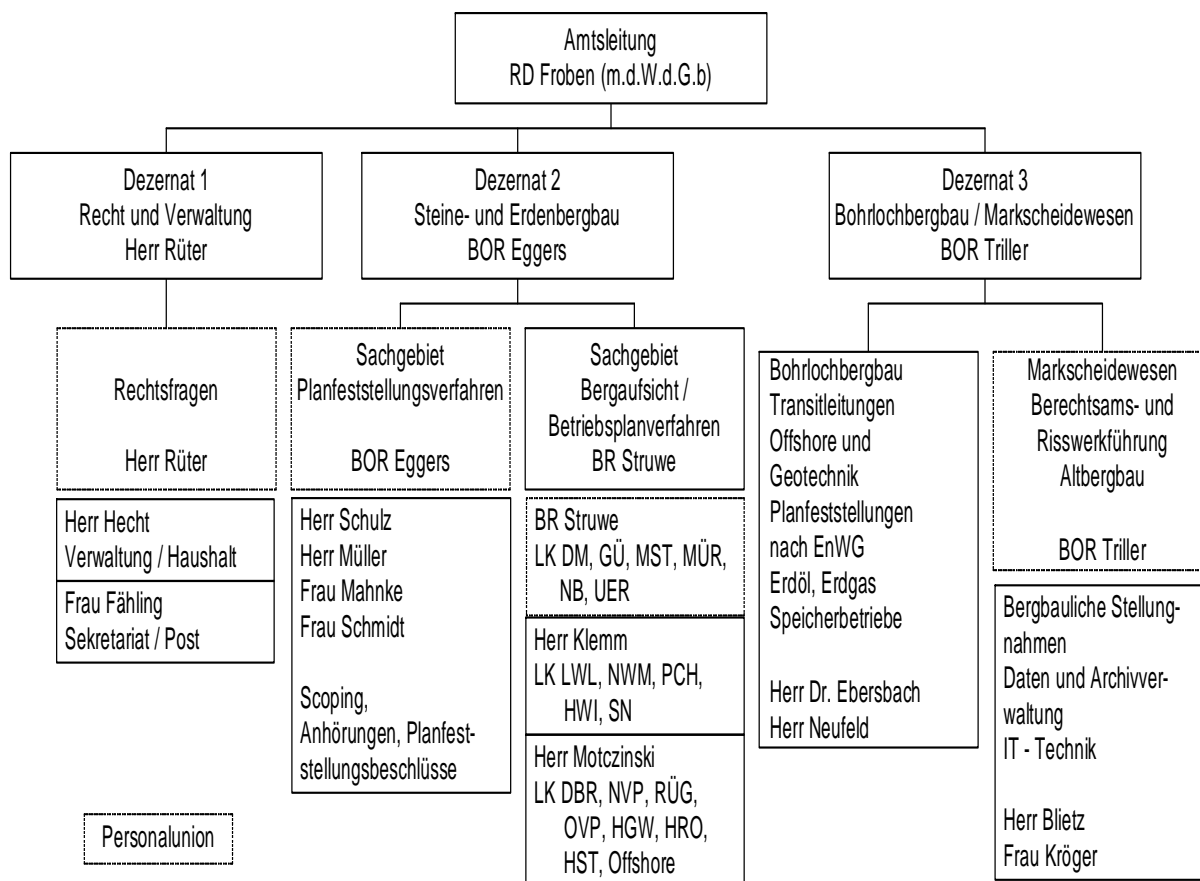 Amtsleitung
RD Froben (m.d.W.d.G.b)
Dezernat 1
Recht und Verwaltung
Herr Rüter
Dezernat 2
Steine- und Erdenbergbau
BOR Eggers
Dezernat 3
Bohrlochbergbau / Markscheidewesen
BOR Triller
Rechtsfragen
Herr Rüter
Herr Hecht
Verwaltung / Haushalt
Frau Fähling
Sekretariat / Post
Sachgebiet
Planfeststellungsverfahren
BOR Eggers
Herr Schulz
Herr Müller
Frau Mahnke
Frau Schmidt
Scoping,
Anhörungen, Planfest-
stellungsbeschlüsse
Sachgebiet
Bergaufsicht /
Betriebsplanverfahren
BR Struwe
BR Struwe
LK DM, GÜ, MST, MÜR,
NB, UER
Herr Klemm
LK LWL, NWM, PCH,
HWI, SN
Herr Motczinski
LK DBR, NVP, RÜG,
OVP, HGW, HRO,
HST, Offshore
Bohrlochbergbau
Transitleitungen
Offshore und
Geotechnik
Planfeststellungen
nach EnWG
Erdöl, Erdgas
Speicherbetriebe
Herr Dr. Ebersbach
Herr Neufeld
Markscheidewesen
Berechtsams- und
Risswerkführung
Altbergbau
BOR Triller
Bergbauliche Stellung-
nahmen
Daten und Archivver-
waltung
IT - Technik
Herr Blietz
Frau Kröger
Personalunion